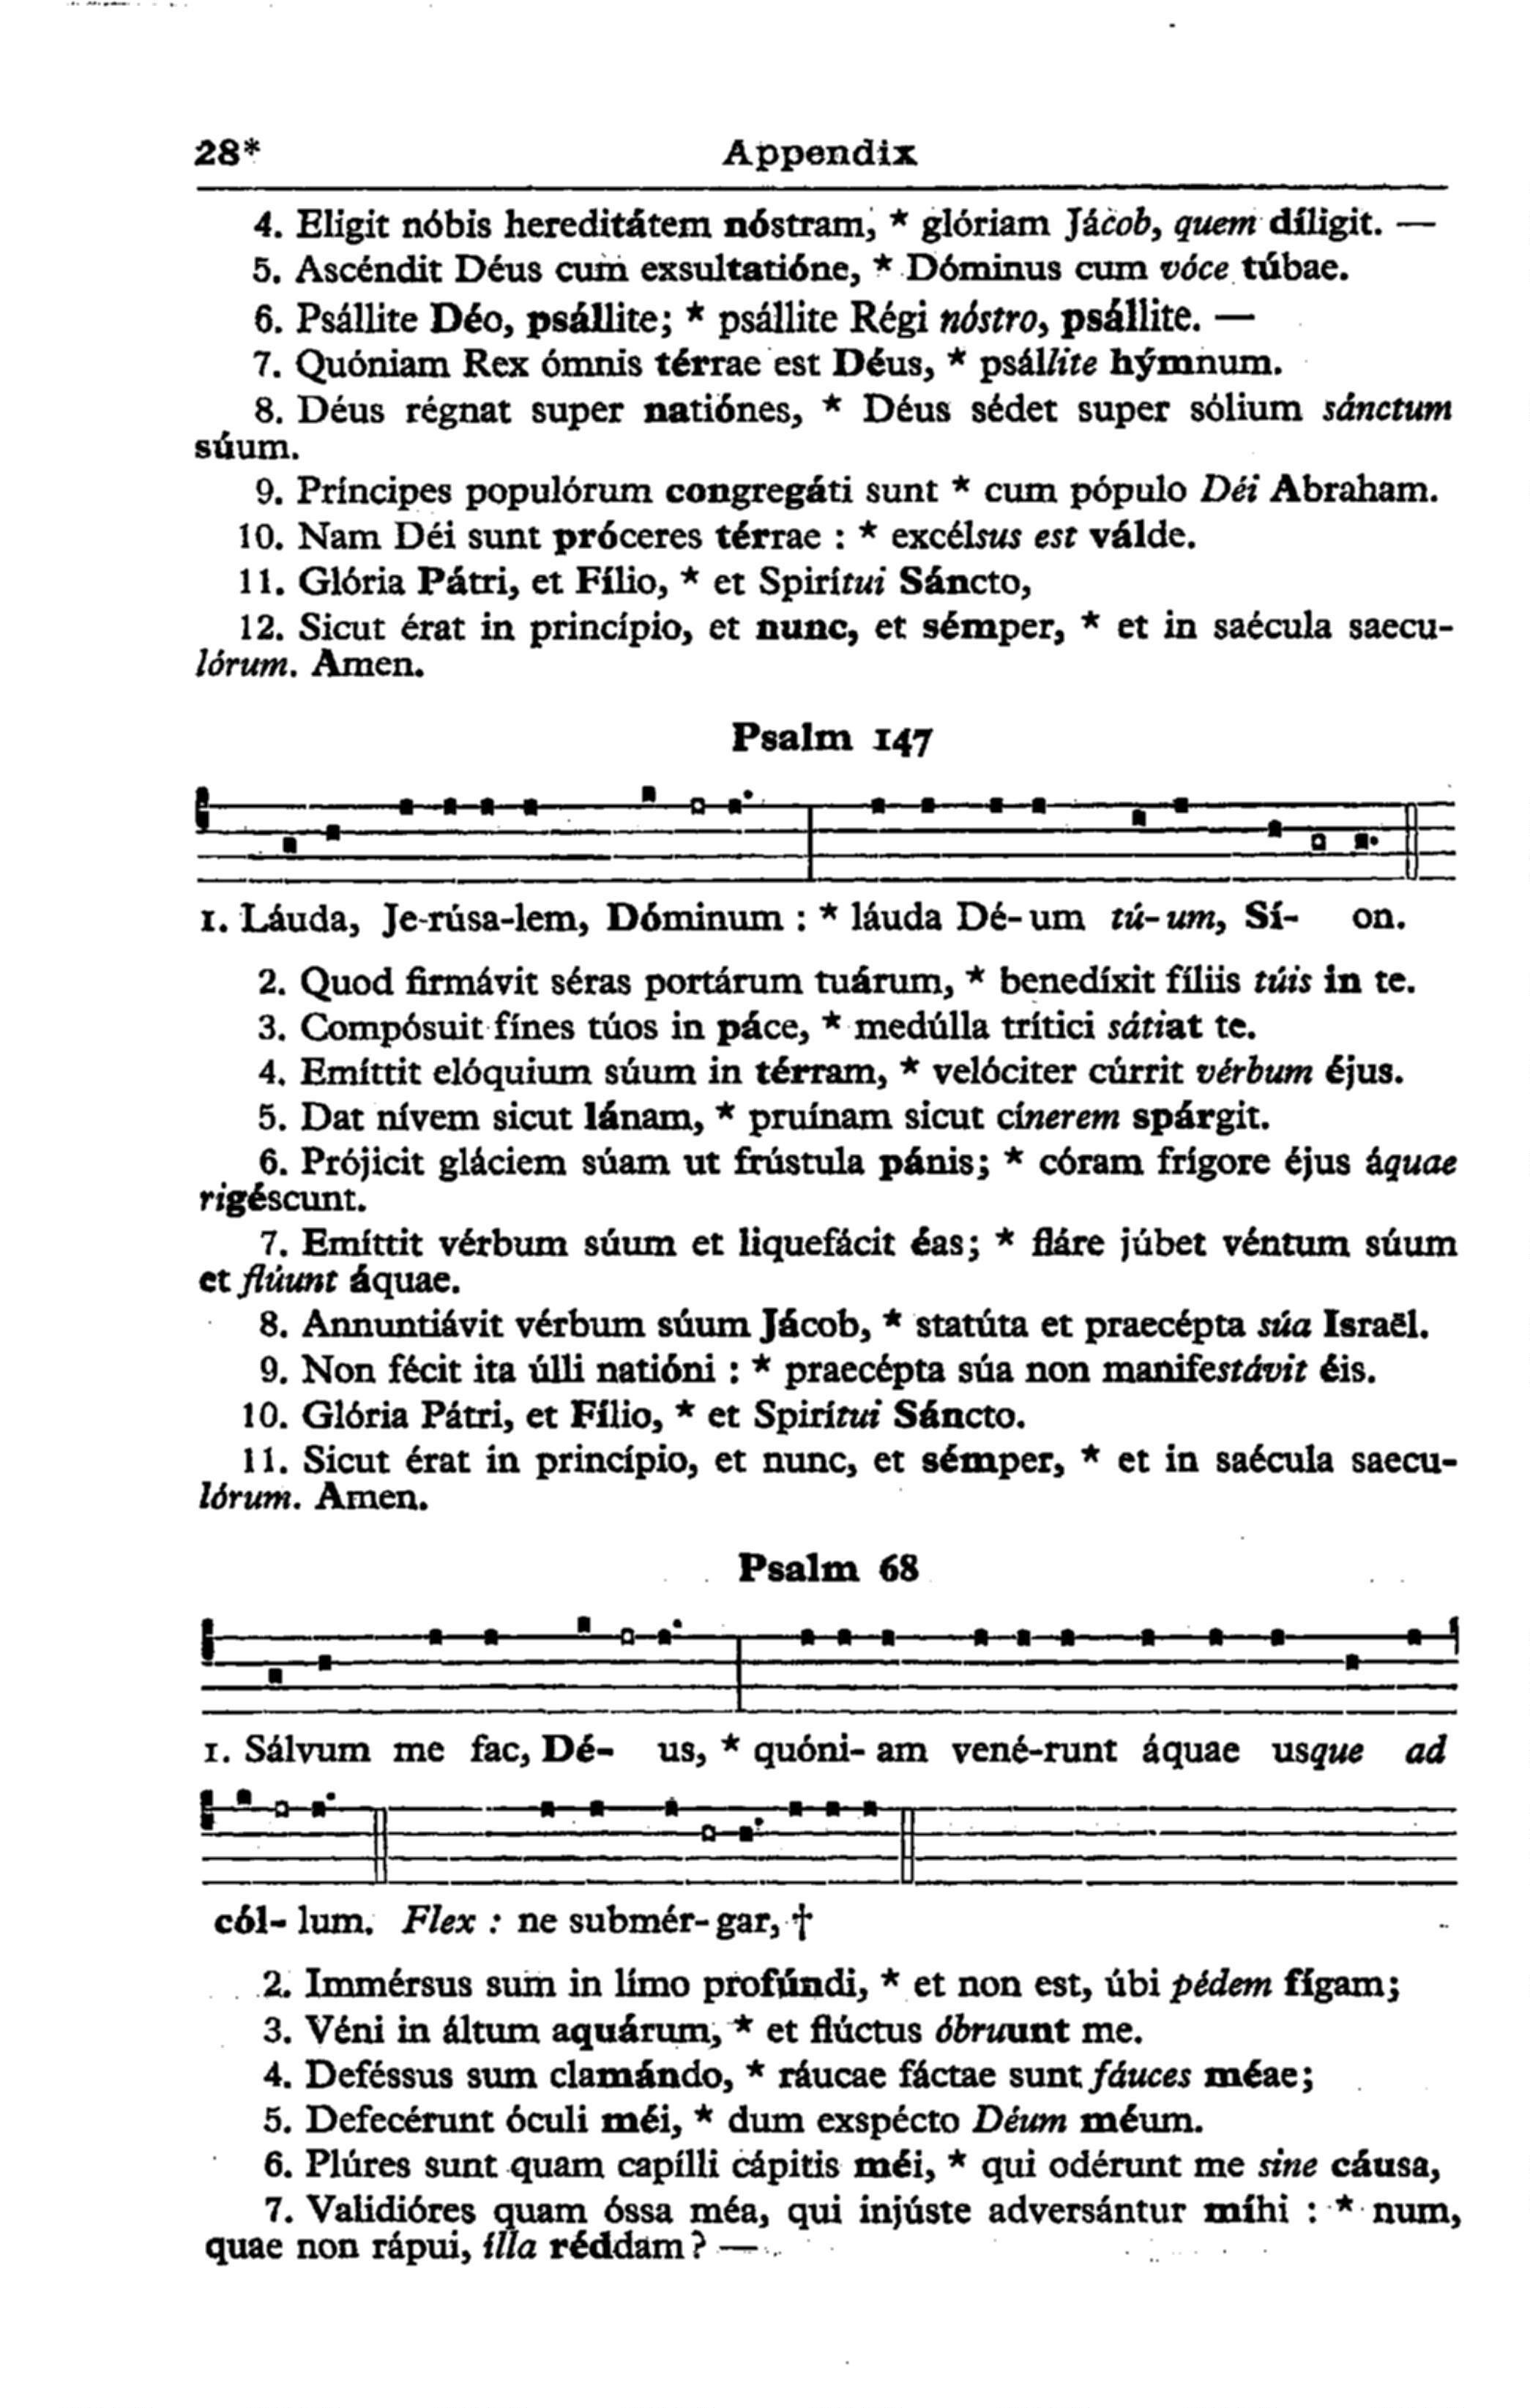 28*
Appendix
4. Eligit nóbis hereditátem nóstram, * glóriam Jácob, quem díligit. —
5. Ascéndit Déus cum exsultatióne, * Dóminus cum vóce túbae.
6. Psállite Déo, psállite; * psállite Régi nóstro, psállite. —
7. Quóniam Rex ómnis térrae est Déus, * psállite hýmnum.
8. Déus régnat super natiónes, * Déus sédet super sólium sánctum
súum.
9. Príncipes populórum congregáti sunt * cum pópulo Déi Abraham.
10. Nam Déi sunt próceres térrae : * excélsus est válde.
11. Glória Pátri, et Fílio, * et Spirítui Sáncto,
12. Sicut érat in princípio, et nunc, et sémper, * et in saécula saecu-
lórum. Amen.
Psalm 147
1. Láuda, Je-rúsa-lem, Dóminum : * láuda Dé-um tú-um, Sí- on.
2. Quod firmávit séras portárum tuárum, * benedíxit fíliis túis in te.
3. Compósuit fínes túos in páce, * medúlla trítici sátiat te.
4. Emíttit elóquium súum in térram, * velóciter cúrrit vérbum éjus.
5. Dat nívem sicut lánam, * pruínam sicut cínerem spárgit.
6. Prójicit gláciem súam ut frústula pánis; * córam frígore éjus áquae
rigéscunt.
7. Emíttit vérbum súum et liquefácit éas; * fláre júbet véntum súum
et flúunt áquae.
8. Annuntiávit vérbum súum Jácob, * statúta et praecépta súa Israël.
9. Non fécit ita úlli natióni : * praecépta súa non manifestávit éis.
10. Glória Pátri, et Fílio, * et Spirítui Sáncto.
11. Sicut érat in princípio, et nunc, et sémper, * et in saécula saecu-
lórum. Amen.
Psalm 68
1. Sálvum me fac, Dé- us, * quóni- am vené-runt áquae usque ad
cól- lum. Flex : ne submér- gar, †
2. Immérsus sum in límo profúndi, * et non est, úbi pédem fígam;
3. Véni in áltum aquárum, * et flúctus óbruunt me.
4. Deféssus sum clamándo, * ráucae fáctae sunt fáuces méae;
5. Defecérunt óculi méi, * dum exspécto Déum méum.
6. Plúres sunt quam capílli cápitis méi, * qui odérunt me sine cáusa,
7. Validióres quam óssa méa, qui injúste adversántur míhi : * num,
quae non rápui, illa réddam? —